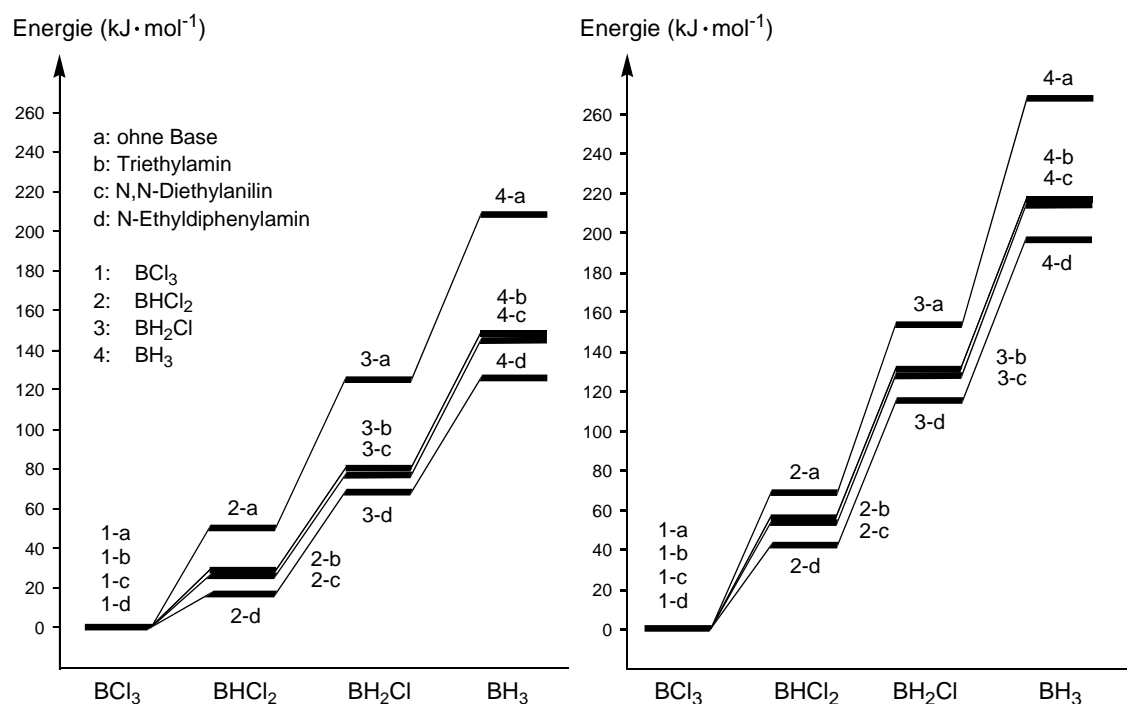 Energie (kJ·mol⁻¹)
260
240
220
200
180
160
140
120
100
80
60
40
20
0
a: ohne Base
b: Triethylamin
c: N,N-Diethylanilin
d: N-Ethyldiphenylamin
1: BCl₃
2: BHCl₂
3: BH₂Cl
4: BH₃
1-a
1-b
1-c
1-d
2-a
2-b
2-c
2-d
3-a
3-b
3-c
3-d
4-a
4-b
4-c
4-d
BCl₃
BHCl₂
BH₂Cl
BH₃
Energie (kJ·mol⁻¹)
260
240
220
200
180
160
140
120
100
80
60
40
20
0
1-a
1-b
1-c
1-d
2-a
2-b
2-c
2-d
3-a
3-b
3-c
3-d
4-a
4-b
4-c
4-d
BCl₃
BHCl₂
BH₂Cl
BH₃